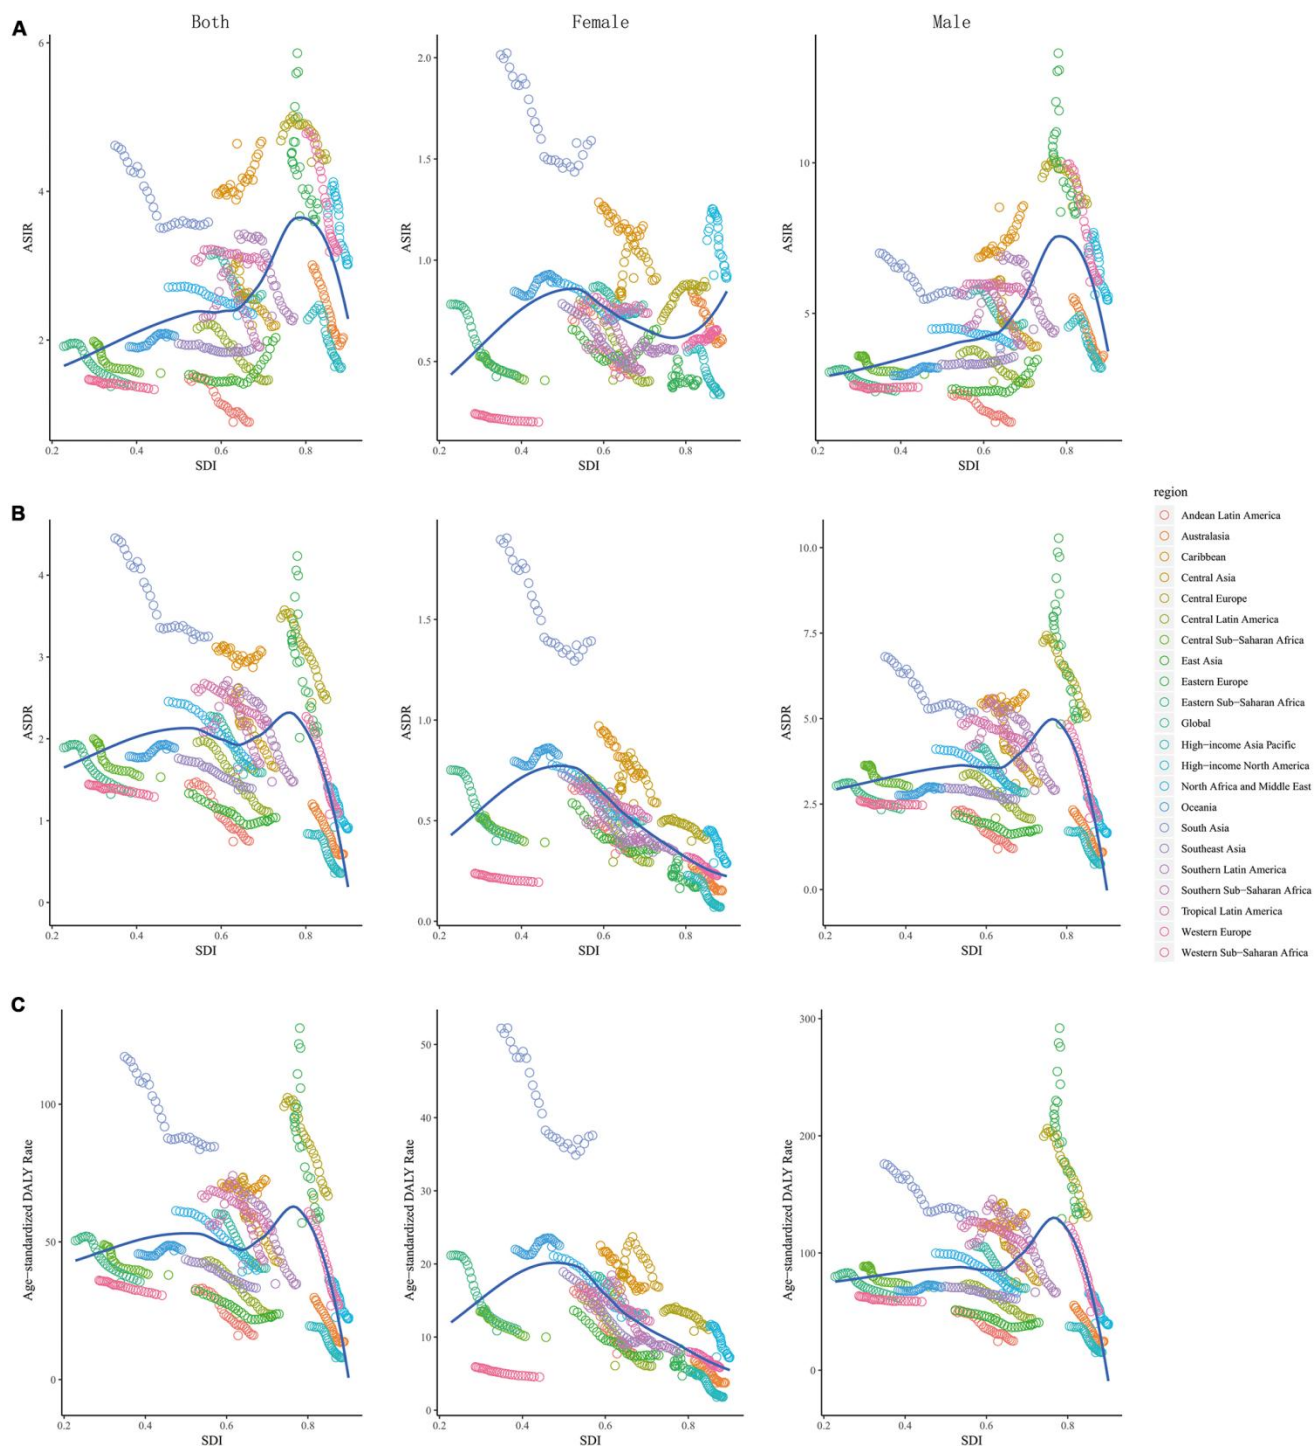 A
Both
Female
Male
6
4
2
ASIR
0.2
0.4
0.6
0.8
SDI
2.0
1.5
1.0
0.5
ASIR
0.2
0.4
0.6
0.8
SDI
10
5
ASIR
0.2
0.4
0.6
0.8
SDI
B
4
3
2
1
0
ASDR
0.2
0.4
0.6
0.8
SDI
1.5
1.0
0.5
0.0
ASDR
0.2
0.4
0.6
0.8
SDI
10.0
7.5
5.0
2.5
0.0
ASDR
0.2
0.4
0.6
0.8
SDI
region
Andean Latin America
Australasia
Caribbean
Central Asia
Central Europe
Central Latin America
Central Sub−Saharan Africa
East Asia
Eastern Europe
Eastern Sub−Saharan Africa
Global
High−income Asia Pacific
High−income North America
North Africa and Middle East
Oceania
South Asia
Southeast Asia
Southern Latin America
Southern Sub−Saharan Africa
Tropical Latin America
Western Europe
Western Sub−Saharan Africa
C
100
50
0
Age−standardized DALY Rate
0.2
0.4
0.6
0.8
SDI
50
40
30
20
10
0
Age−standardized DALY Rate
0.2
0.4
0.6
0.8
SDI
300
200
100
0
Age−standardized DALY Rate
0.2
0.4
0.6
0.8
SDI